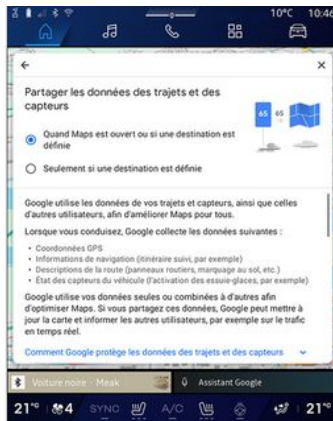 10°C 10:46
Partager les données des trajets et des
capteurs
65 65
Quand Maps est ouvert ou si une destination est
définie
Seulement si une destination est définie
Google utilise les données de vos trajets et capteurs, ainsi que celles
d'autres utilisateurs, afin d'améliorer Maps pour tous.
Lorsque vous conduisez, Google collecte les données suivantes :
• Coordonnées GPS
• Informations de navigation (itinéraire suivi, par exemple)
• Descriptions de la route (panneaux routiers, marquage au sol, etc.)
• État des capteurs du véhicule (l'activation des essuie-glaces, par exemple)
Google utilise vos données seules ou combinées à d'autres afin
d'optimiser Maps. Si vous partagez ces données, Google peut mettre à
jour la carte et informer les autres utilisateurs, par exemple sur le trafic
en temps réel.
Comment Google protège les données des trajets et capteurs
Voiture noire · Meak
Assistant Google
21° 4 SYNC A/C 21°